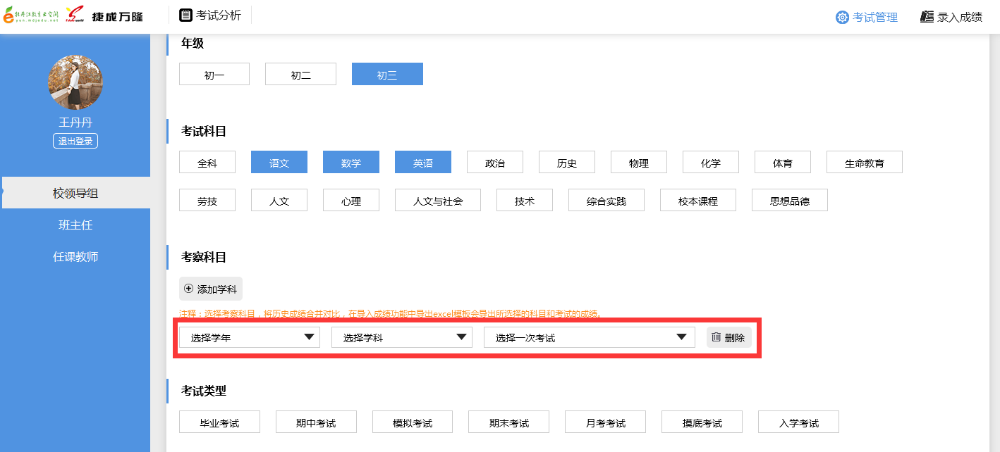 牡丹江教育云空间
yun.mdjedu.net
捷成万隆
考试分析
考试管理
录入成绩
王丹丹
退出登录
校领导组
班主任
任课教师
年级
初一 初二 初三
考试科目
全科 语文 数学 英语 政治 历史 物理 化学 体育 生命教育
劳技 人文 心理 人文与社会 技术 综合实践 校本课程 思想品德
考察科目
添加学科
注释：选择考察科目，将历史成绩合并对比，在导入成绩功能中导出excel模板会导出所选择的科目和考试的成绩。
选择学年 选择学科 选择一次考试 删除
考试类型
毕业考试 期中考试 模拟考试 期末考试 月考考试 摸底考试 入学考试